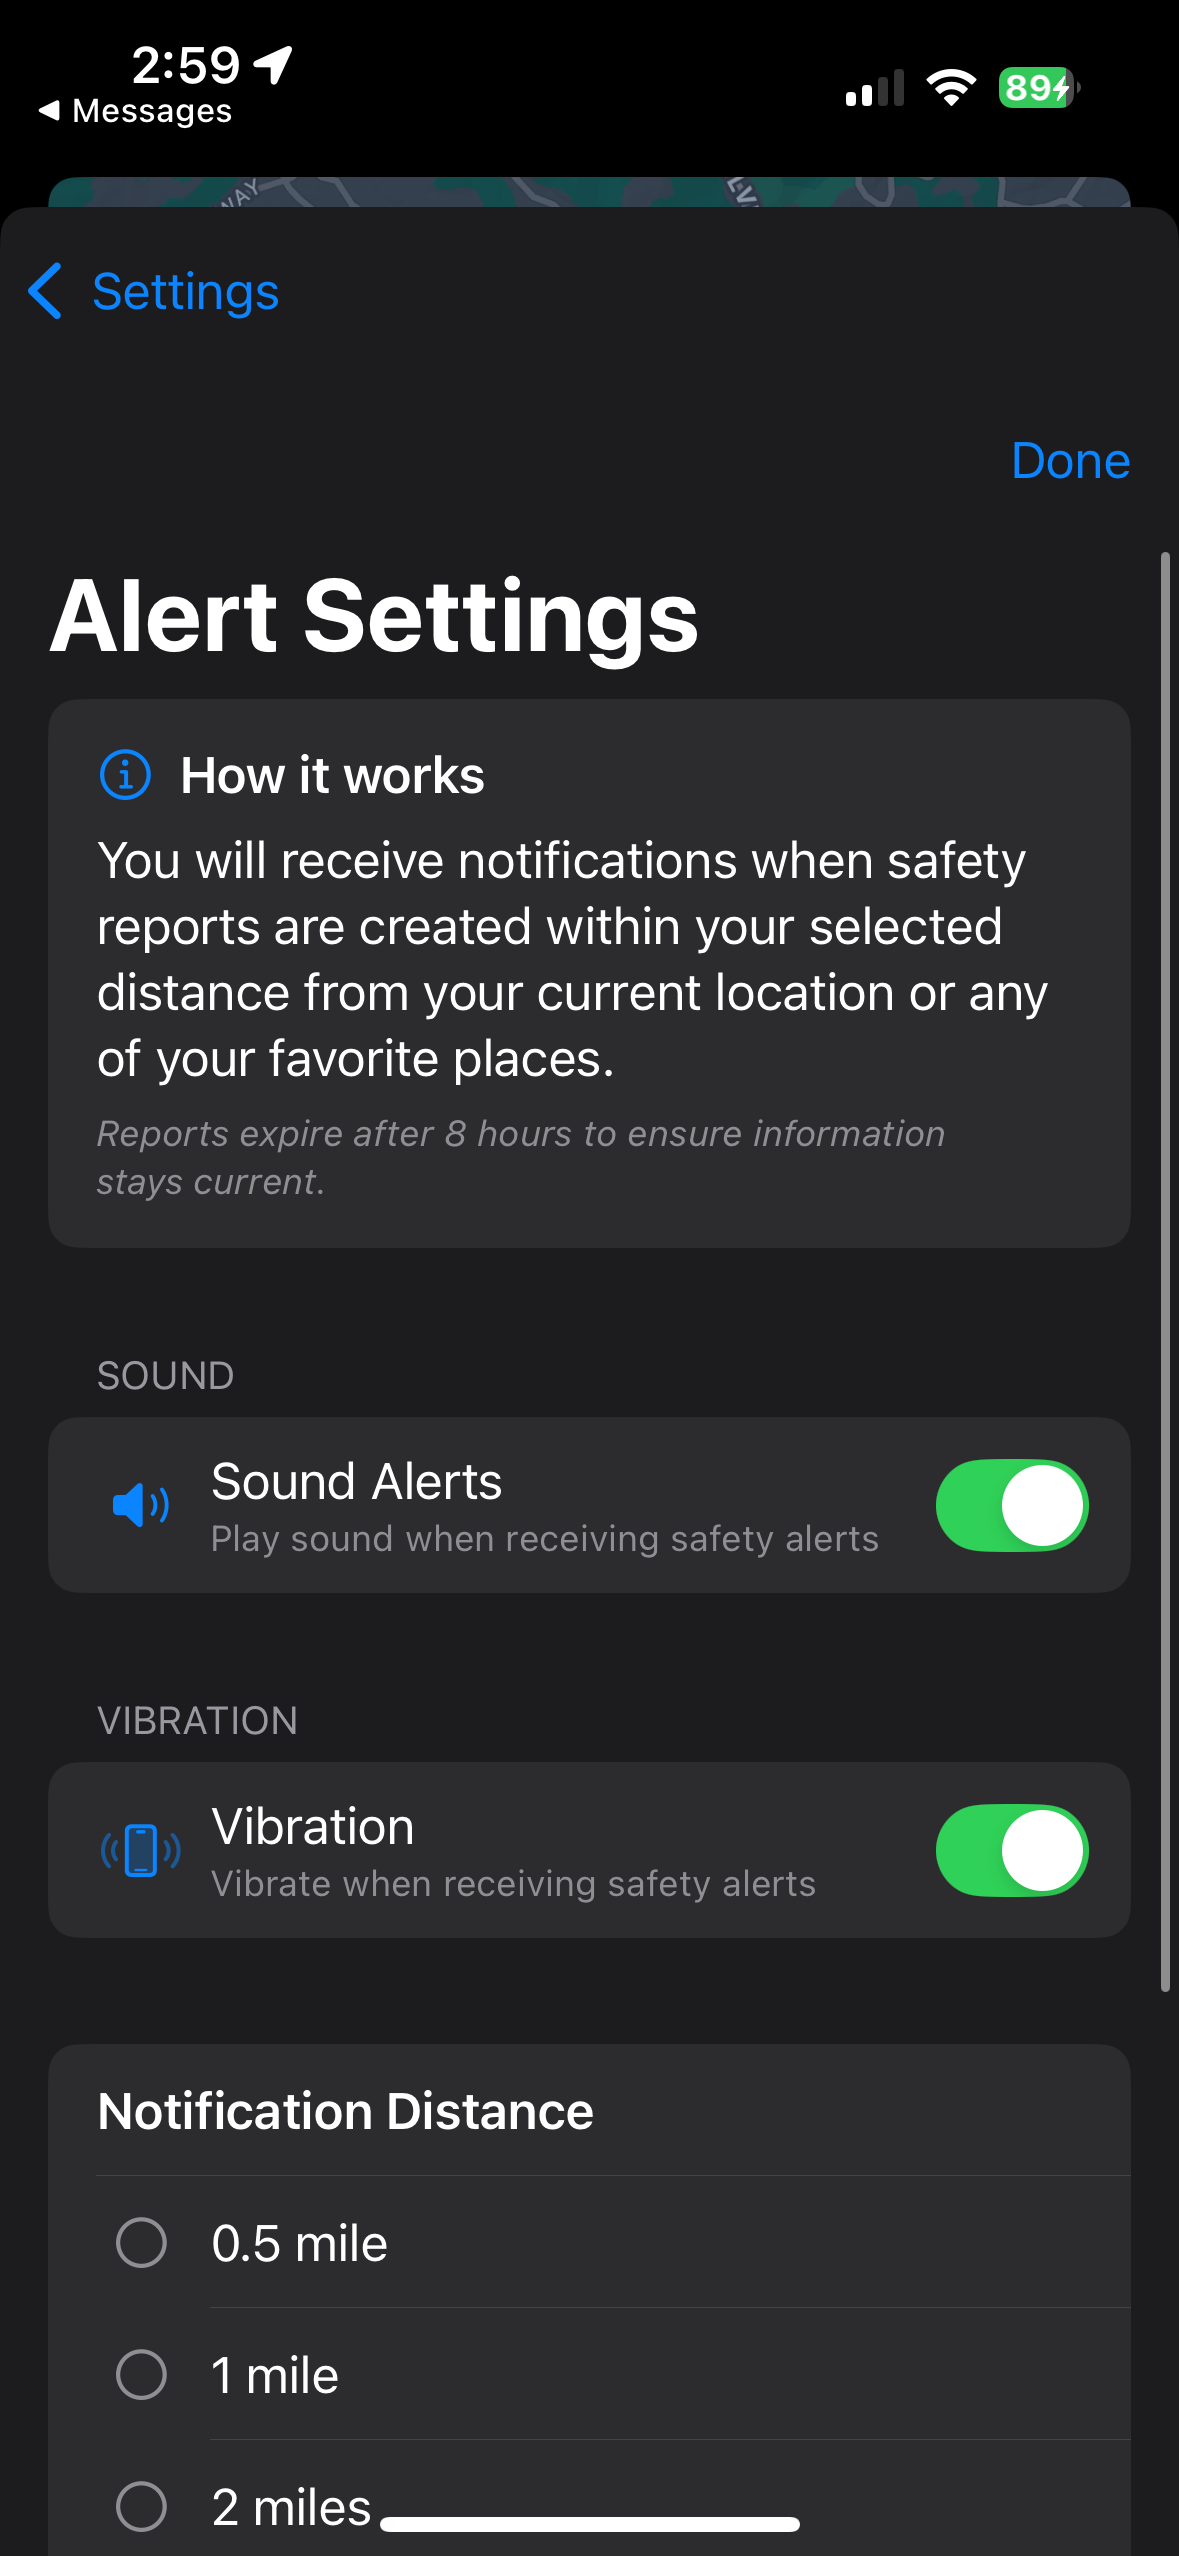 2:59
Messages
89
WAY
Settings
Done
Alert Settings
How it works
You will receive notifications when safety
reports are created within your selected
distance from your current location or any
of your favorite places.
Reports expire after 8 hours to ensure information
stays current.
SOUND
Sound Alerts
Play sound when receiving safety alerts
VIBRATION
Vibration
Vibrate when receiving safety alerts
Notification Distance
0.5 mile
1 mile
2 miles